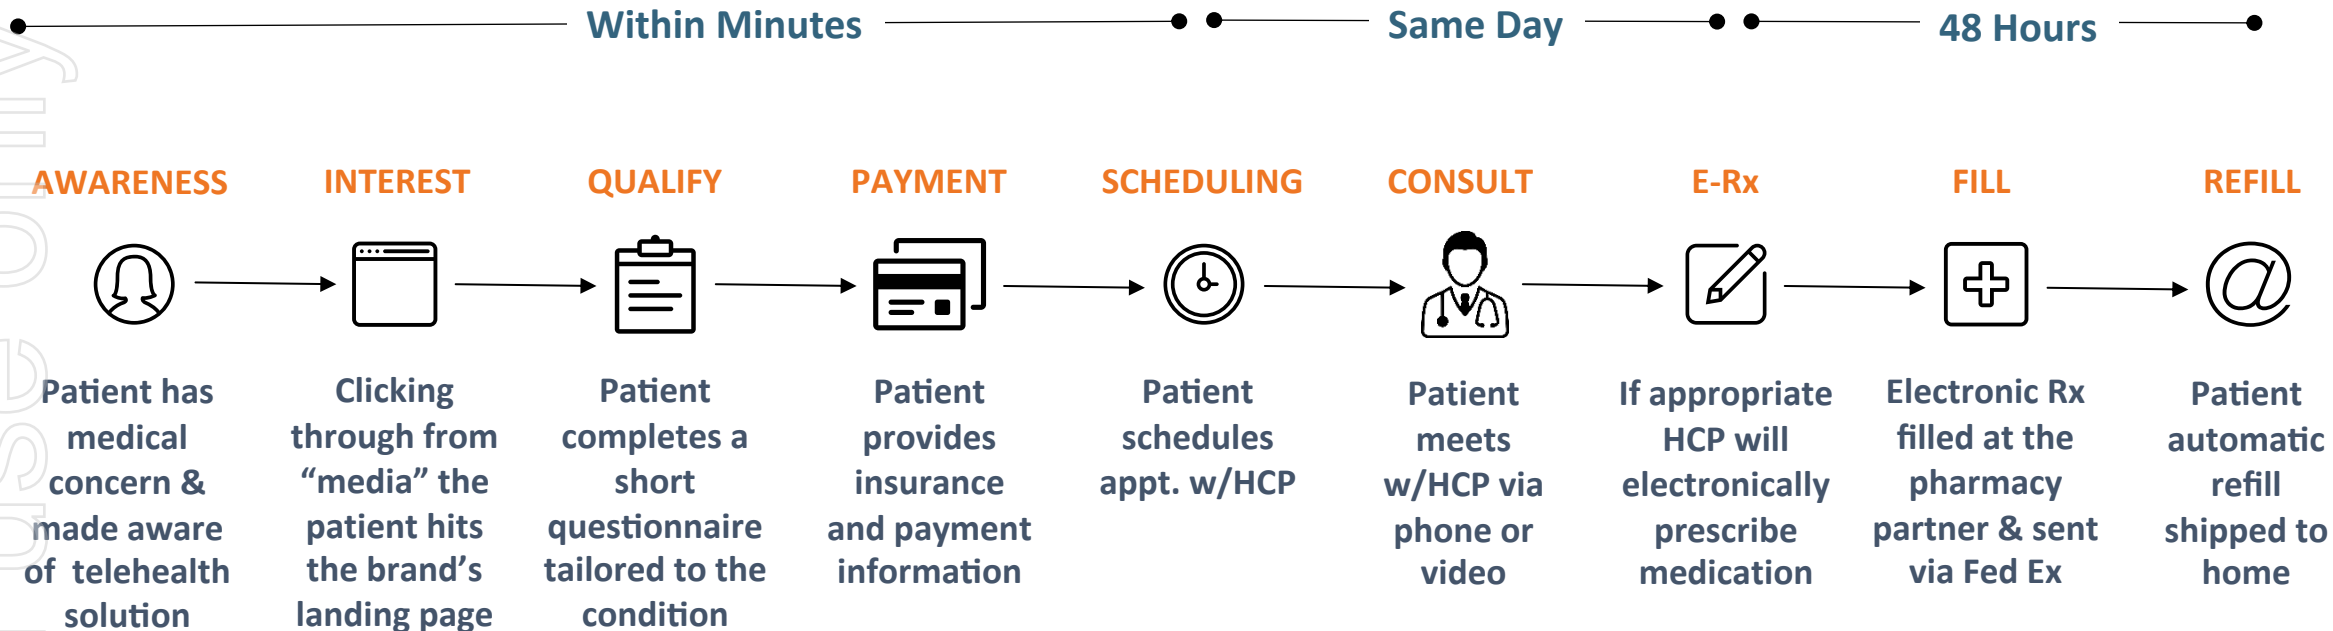 Within Minutes
Same Day
48 Hours
AWARENESS
INTEREST
QUALIFY
PAYMENT
SCHEDULING
CONSULT
E-Rx
FILL
REFILL
Patient has
medical
concern &
made aware
of telehealth
solution
Clicking
through from
“media” the
patient hits
the brand’s
landing page
Patient
completes a
short
questionnaire
tailored to the
condition
Patient
provides
insurance
and payment
information
Patient
schedules
appt. w/HCP
Patient
meets
w/HCP via
phone or
video
If appropriate
HCP will
electronically
prescribe
medication
Electronic Rx
filled at the
pharmacy
partner & sent
via Fed Ex
Patient
automatic
refill
shipped to
home
use only